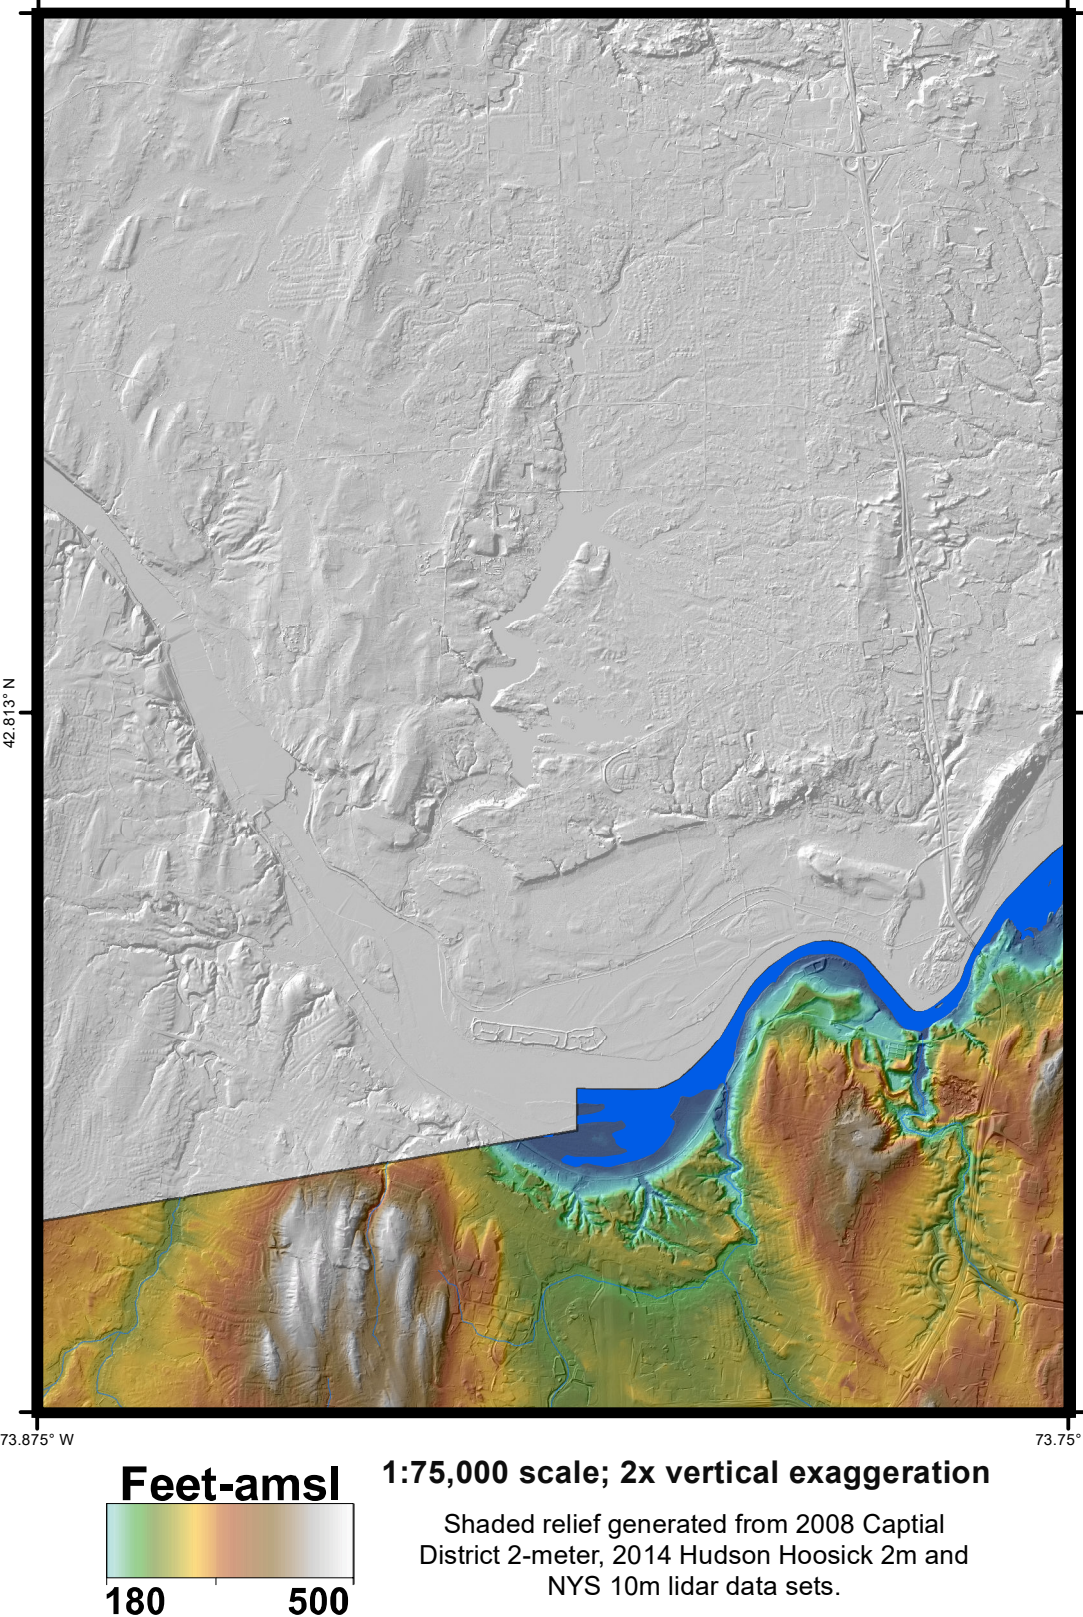 42.813° N
73.875° W
73.75°
Feet-amsl
180
500
1:75,000 scale; 2x vertical exaggeration
Shaded relief generated from 2008 Captial
District 2-meter, 2014 Hudson Hoosick 2m and
NYS 10m lidar data sets.